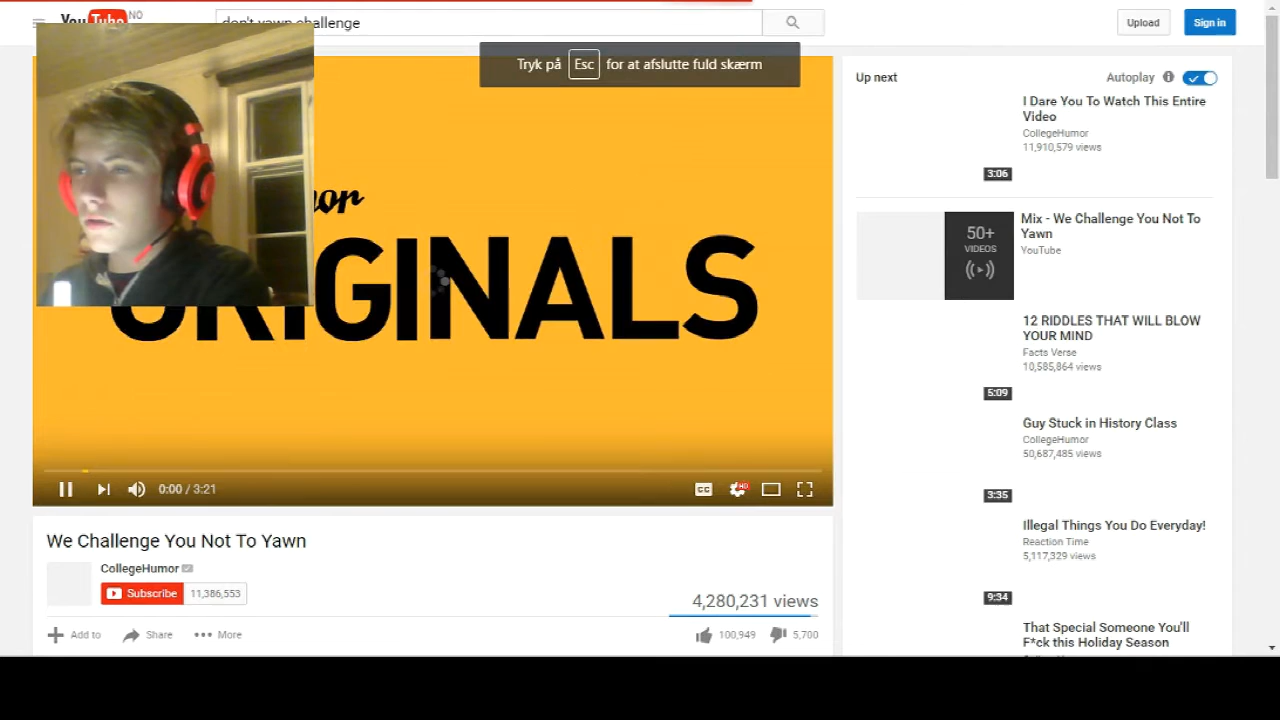 You Tube NO
don't yawn challenge
Upload
Sign in
Tryk på Esc for at afslutte fuld skærm
or
ORIGINALS
0:00 / 3:21
CC
HD
We Challenge You Not To Yawn
CollegeHumor
Subscribe 11,386,553
4,280,231 views
Add to
Share
More
100,949
5,700
Up next
Autoplay
I Dare You To Watch This Entire
Video
CollegeHumor
11,910,579 views
3:06
50+
VIDEOS
Mix - We Challenge You Not To
Yawn
YouTube
12 RIDDLES THAT WILL BLOW
YOUR MIND
Facts Verse
10,585,864 views
5:09
Guy Stuck in History Class
CollegeHumor
50,687,485 views
3:35
Illegal Things You Do Everyday!
Reaction Time
5,117,329 views
9:34
That Special Someone You'll
F*ck this Holiday Season